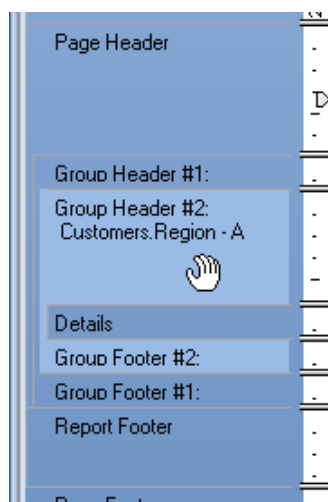 Page Header
Group Header #1:
Group Header #2:
Customers.Region - A
Details
Group Footer #2:
Group Footer #1:
Report Footer